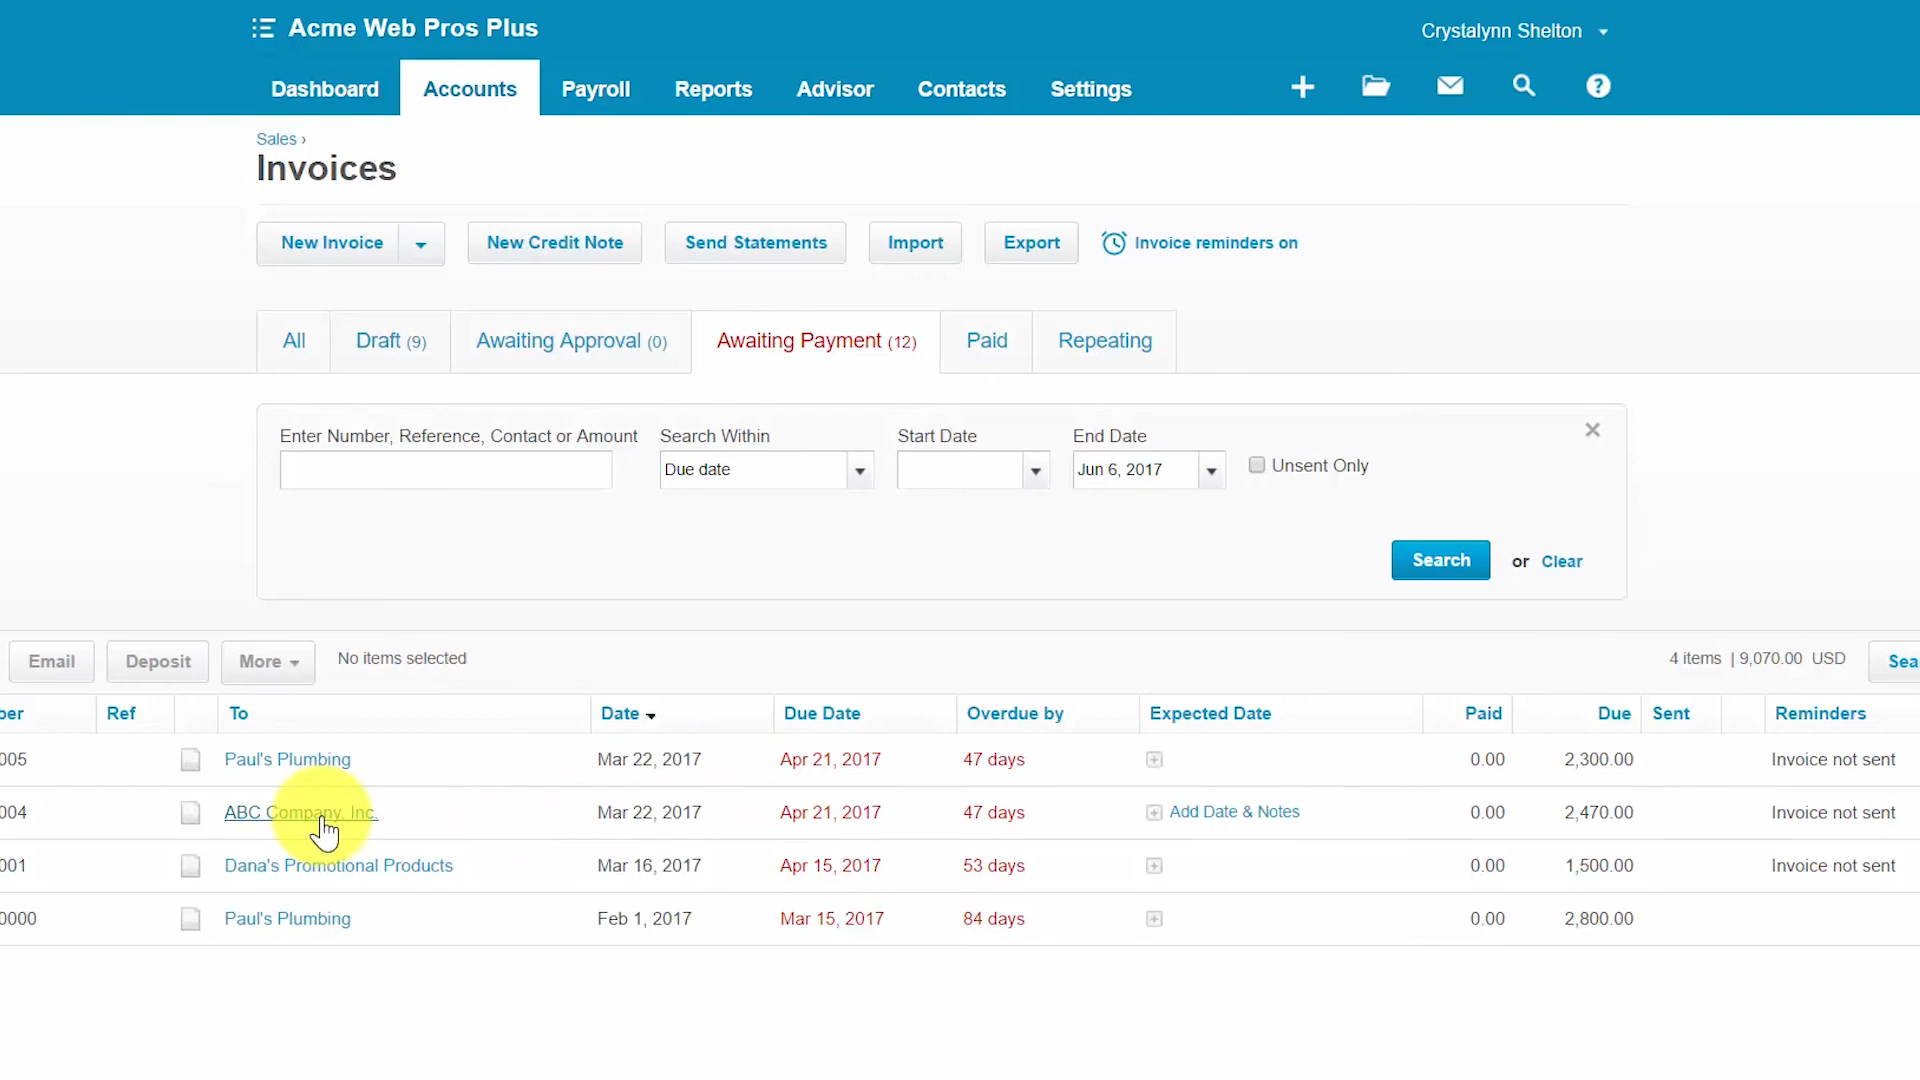 Acme Web Pros Plus
Crystalynn Shelton
Dashboard Accounts Payroll Reports Advisor Contacts Settings ?
Sales ›
Invoices
New Invoice New Credit Note Send Statements Import Export Invoice reminders on
All Draft (9) Awaiting Approval (0) Awaiting Payment (12) Paid Repeating
Enter Number, Reference, Contact or Amount Search Within Start Date End Date
Due date Jun 6, 2017 Unsent Only
Search or Clear
Email Deposit More No items selected 4 items | 9,070.00 USD Sea
ber Ref To Date Due Date Overdue by Expected Date Paid Due Sent Reminders
005 Paul's Plumbing Mar 22, 2017 Apr 21, 2017 47 days 0.00 2,300.00 Invoice not sent
004 ABC Company, Inc. Mar 22, 2017 Apr 21, 2017 47 days Add Date & Notes 0.00 2,470.00 Invoice not sent
001 Dana's Promotional Products Mar 16, 2017 Apr 15, 2017 53 days 0.00 1,500.00 Invoice not sent
0000 Paul's Plumbing Feb 1, 2017 Mar 15, 2017 84 days 0.00 2,800.00